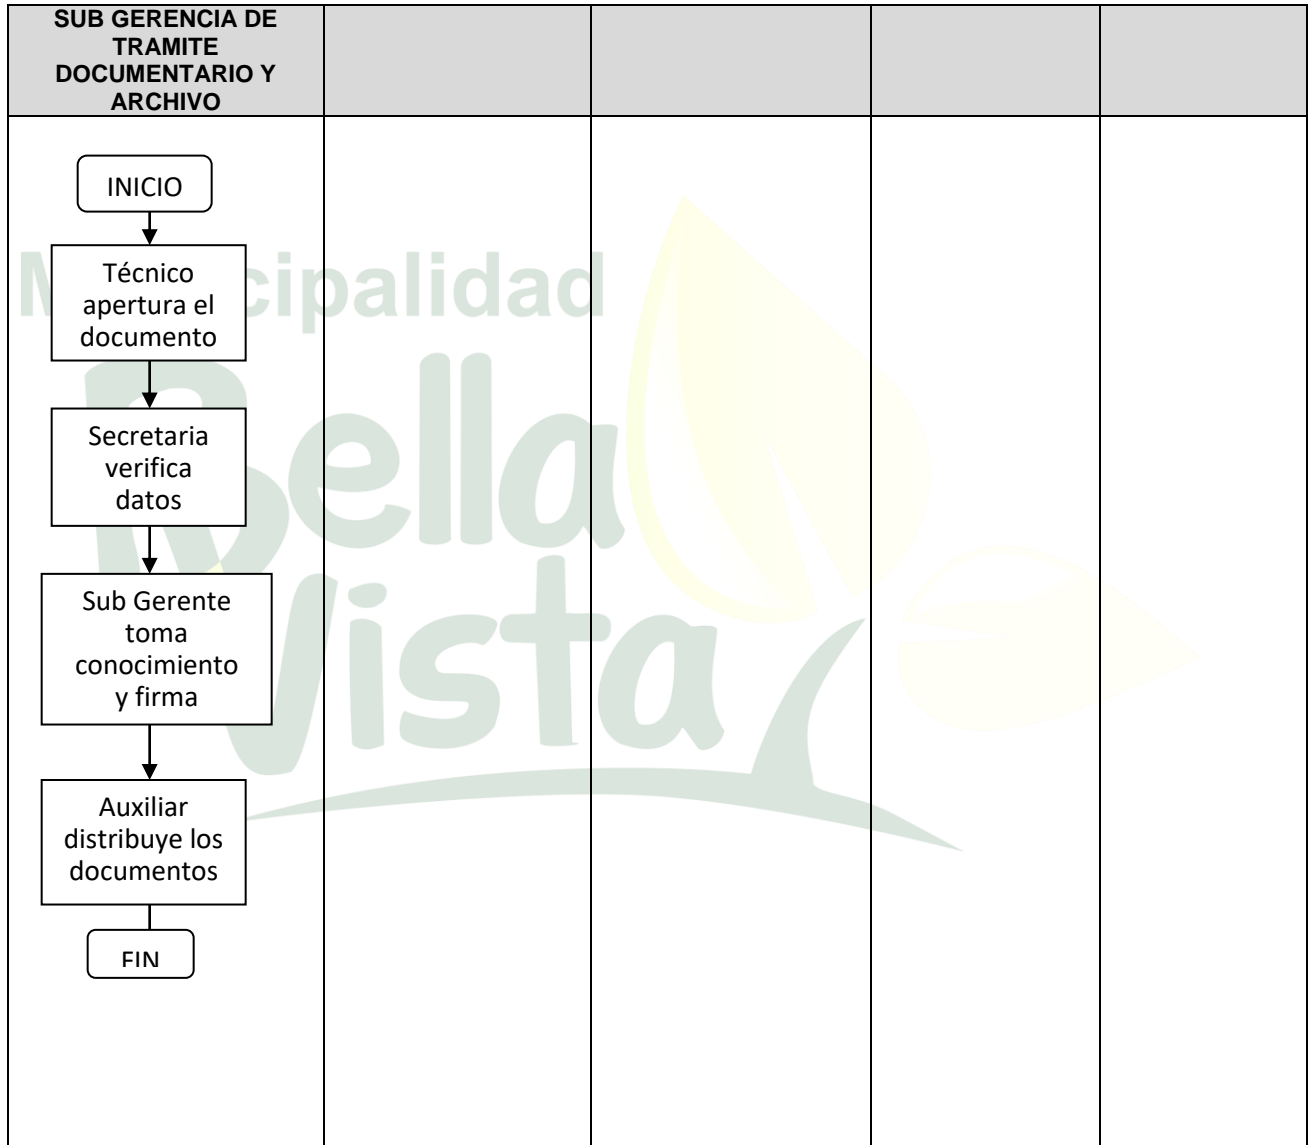 SUB GERENCIA DE
TRAMITE
DOCUMENTARIO Y
ARCHIVO
INICIO
Técnico
apertura el
documento
Secretaria
verifica
datos
Sub Gerente
toma
conocimiento
y firma
Auxiliar
distribuye los
documentos
FIN
Municipalidad
Bella
Vista